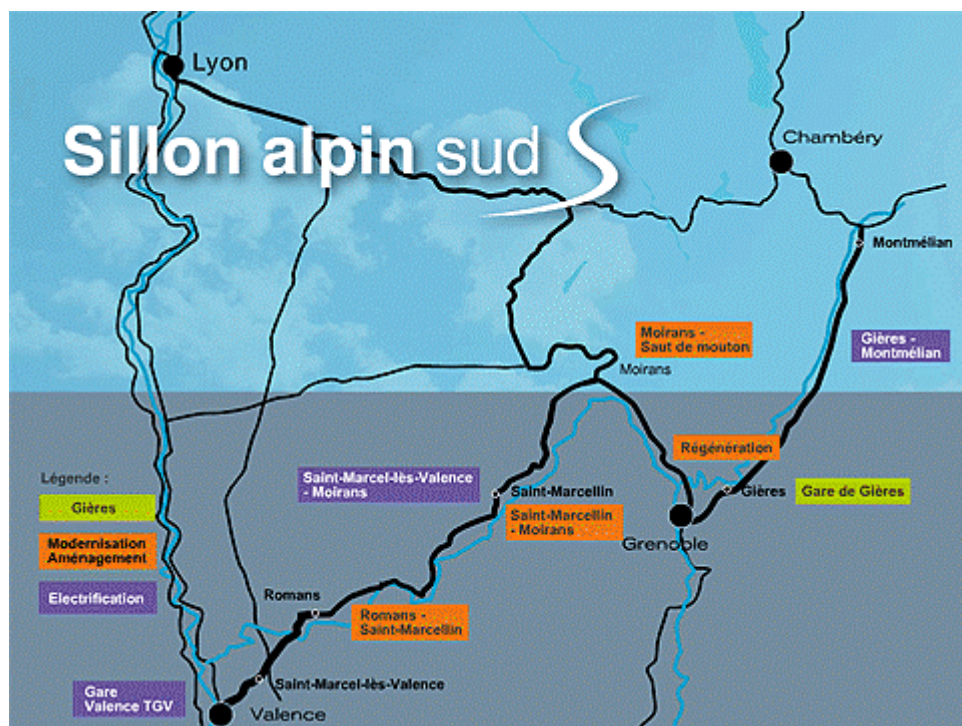 Lyon
Sillon alpin sud
Chambéry
Montmélian
Moirans -
Saut de mouton
Moirans
Gières -
Montmélian
Régénération
Légende :
Gières
Modernisation
Aménagement
Electrification
Saint-Marcel-lès-Valence
- Moirans
Saint-Marcellin
Saint-Marcellin
- Moirans
Gières
Gare de Gières
Grenoble
Romans
Romans -
Saint-Marcellin
Saint-Marcel-lès-Valence
Gare
Valence TGV
Valence